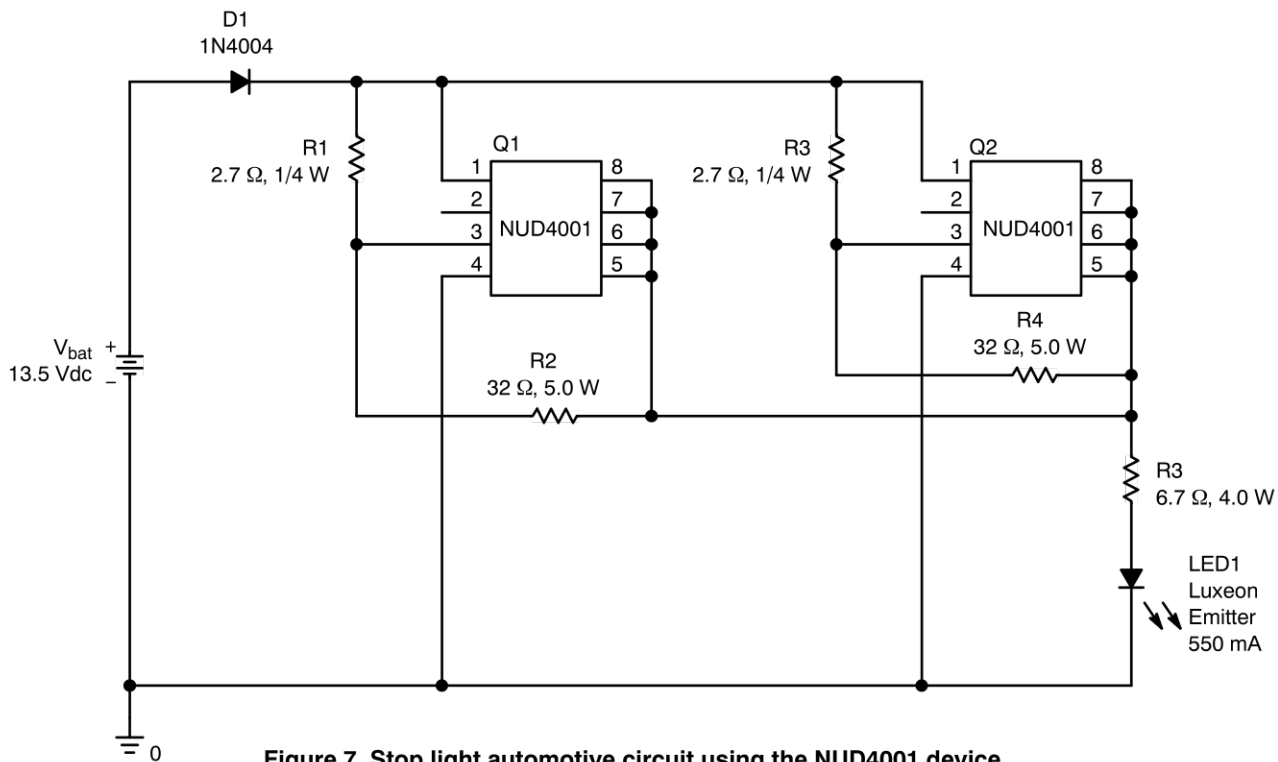 D1
1N4004
R1
2.7 Ω, 1/4 W
Q1
1
2
3
4
NUD4001
8
7
6
5
R3
2.7 Ω, 1/4 W
Q2
1
2
3
4
NUD4001
8
7
6
5
R4
32 Ω, 5.0 W
Vbat
13.5 Vdc
+
–
R2
32 Ω, 5.0 W
R3
6.7 Ω, 4.0 W
LED1
Luxeon
Emitter
550 mA
0
Figure 7. Stop light automotive circuit using the NUD4001 device